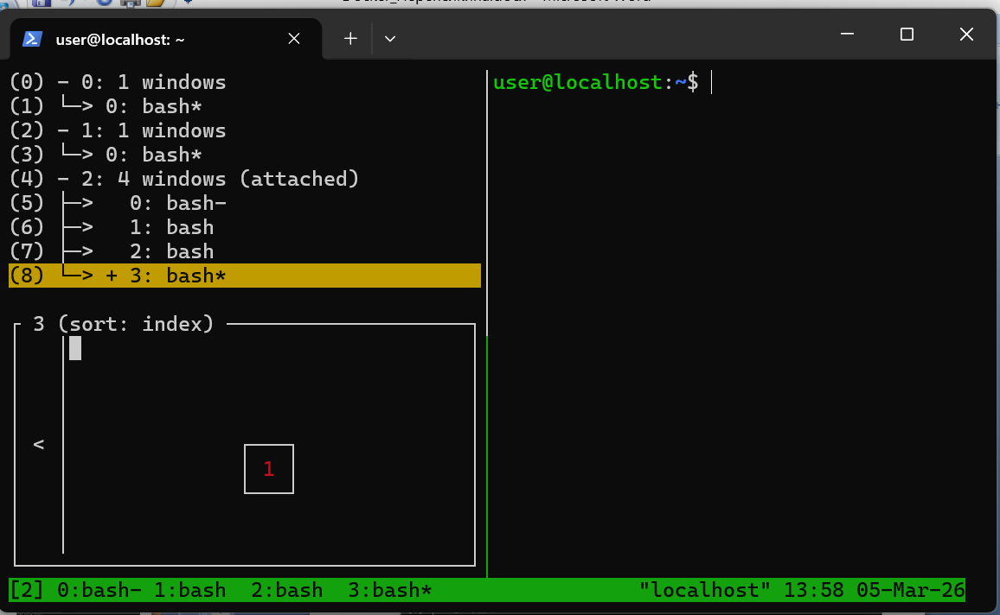 user@localhost: ~
(0) - 0: 1 windows
(1) └─> 0: bash*
(2) - 1: 1 windows
(3) └─> 0: bash*
(4) - 2: 4 windows (attached)
(5) ├─>   0: bash-
(6) ├─>   1: bash
(7) ├─>   2: bash
(8) └─> + 3: bash*
3 (sort: index)
<
1
user@localhost:~$
[2] 0:bash- 1:bash  2:bash  3:bash*
"localhost" 13:58 05-Mar-26